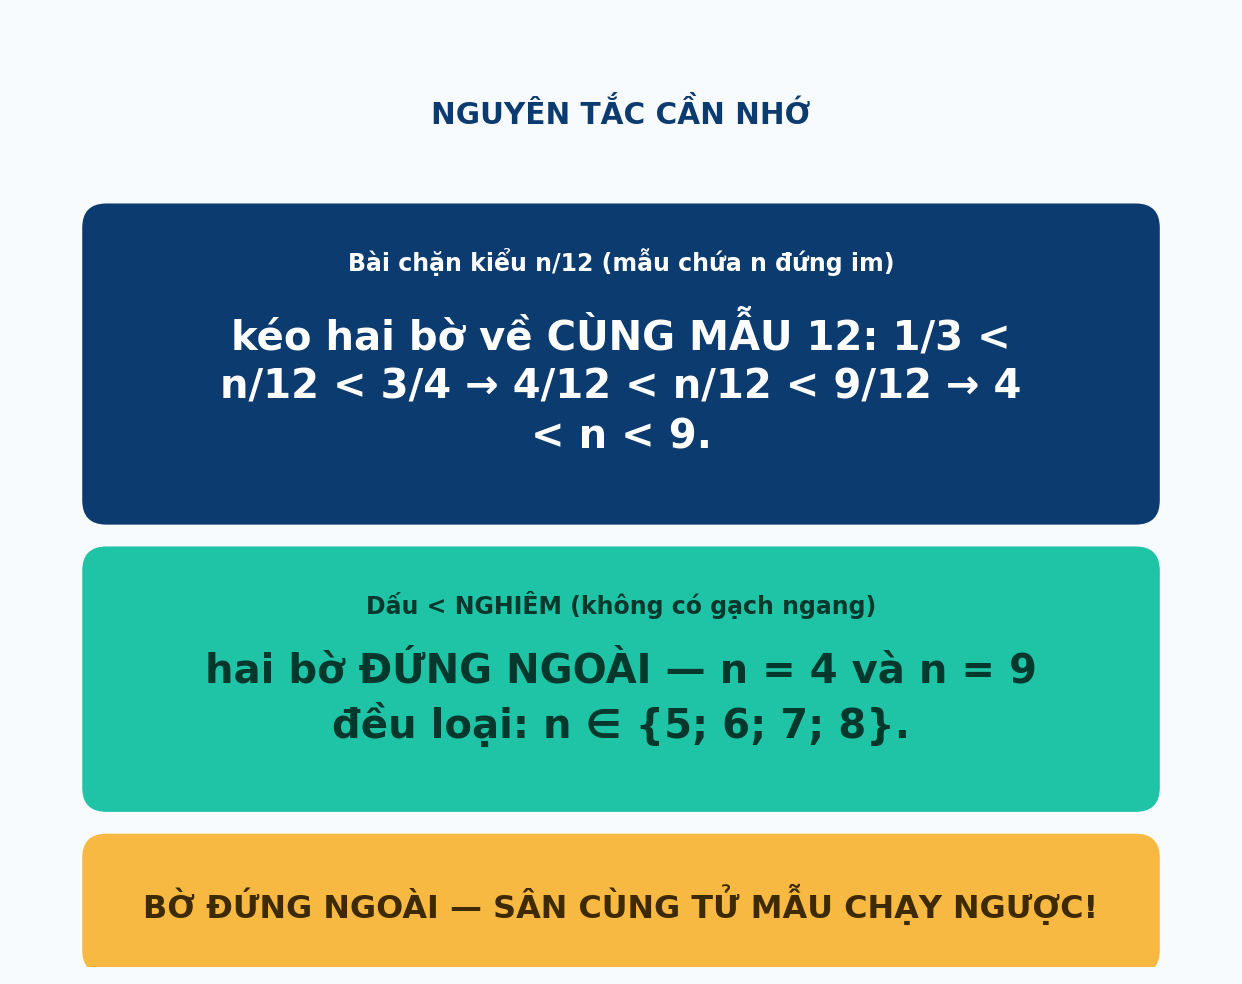 NGUYÊN TẮC CẦN NHỚ
Bài chặn kiểu n/12 (mẫu chứa n đứng im)
kéo hai bờ về CÙNG MẪU 12: 1/3 <
n/12 < 3/4 → 4/12 < n/12 < 9/12 → 4
< n < 9.
Dấu < NGHIÊM (không có gạch ngang)
hai bờ ĐỨNG NGOÀI — n = 4 và n = 9
đều loại: n ∈ {5; 6; 7; 8}.
BỜ ĐỨNG NGOÀI — SÂN CÙNG TỬ MẪU CHẠY NGƯỢC!